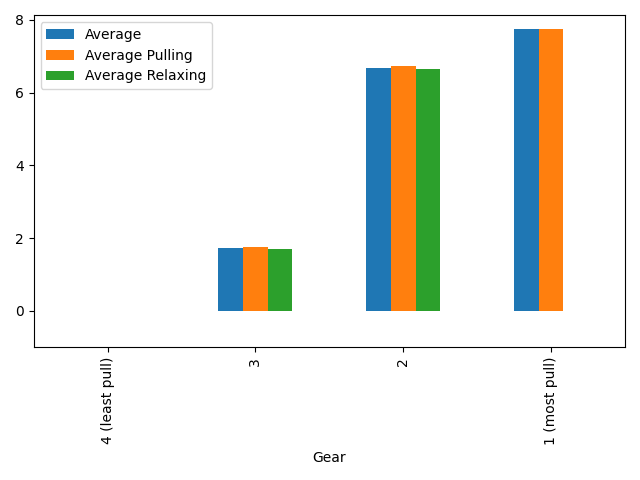 Average
Average Pulling
Average Relaxing
8
6
4
2
0
4 (least pull)
3
2
1 (most pull)
Gear